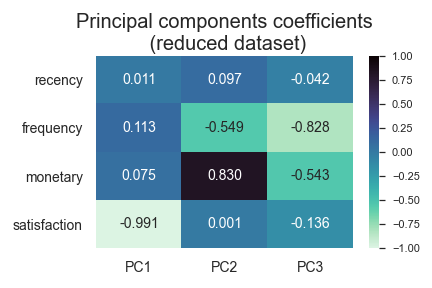 Principal components coefficients
(reduced dataset)
recency 0.011 0.097 -0.042
frequency 0.113 -0.549 -0.828
monetary 0.075 0.830 -0.543
satisfaction -0.991 0.001 -0.136
PC1 PC2 PC3
1.00
0.75
0.50
0.25
0.00
−0.25
−0.50
−0.75
−1.00